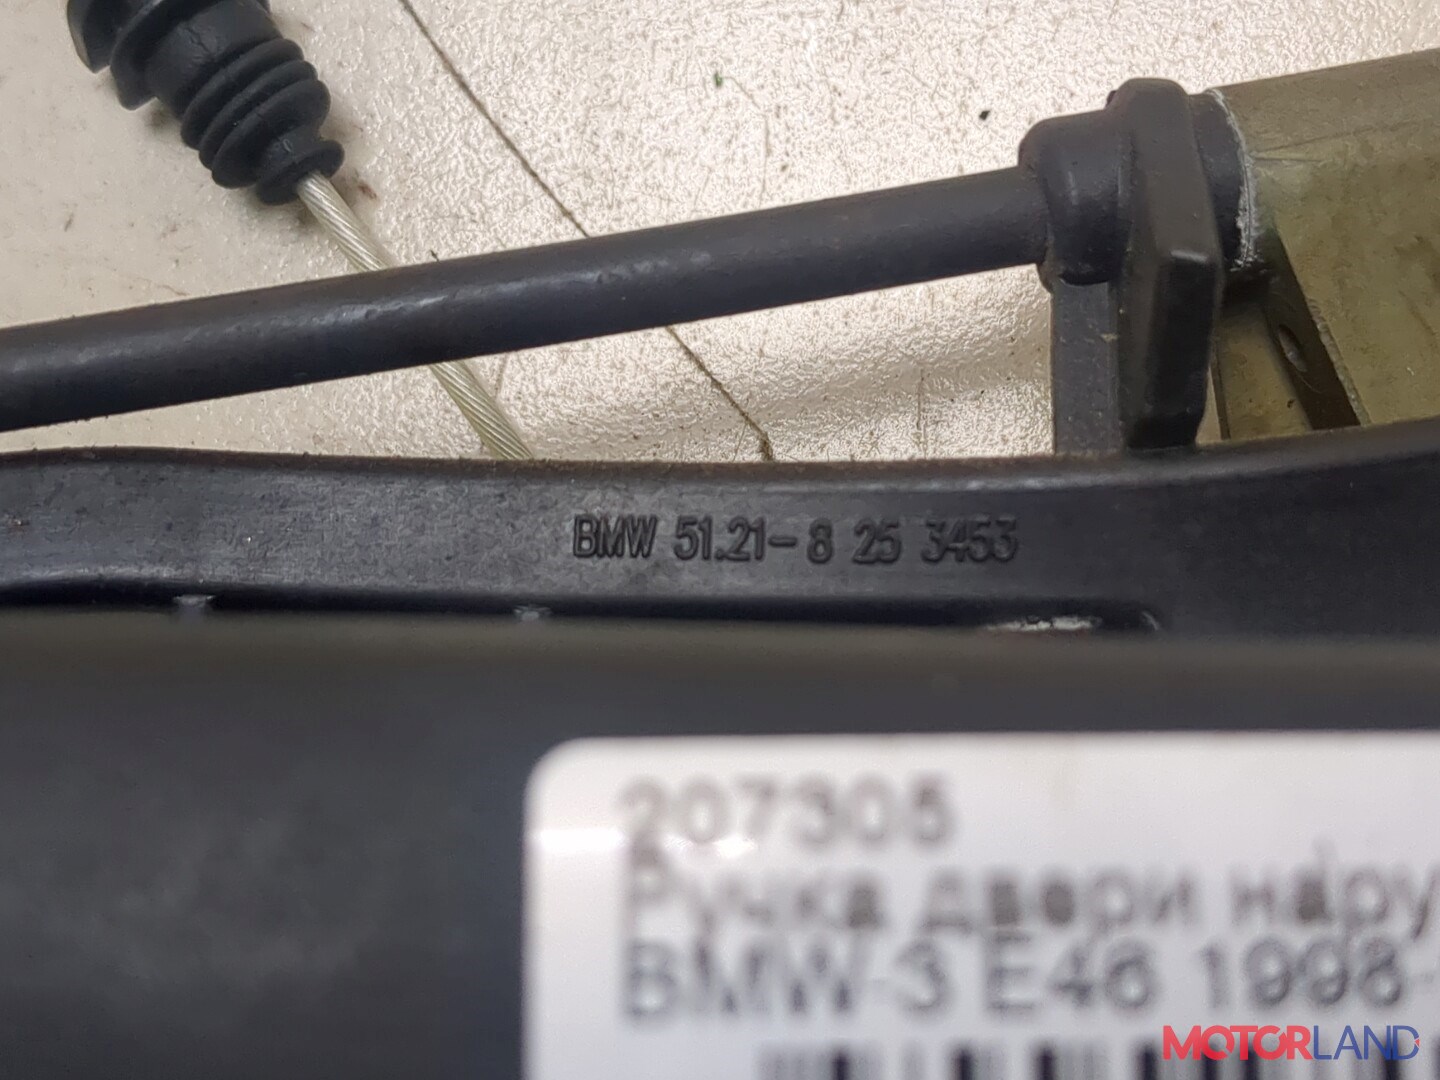 BMW 51.21-8 25 3453
207305
Ручка двери нару
BMW-3 E46 1998-
MOTORLAND